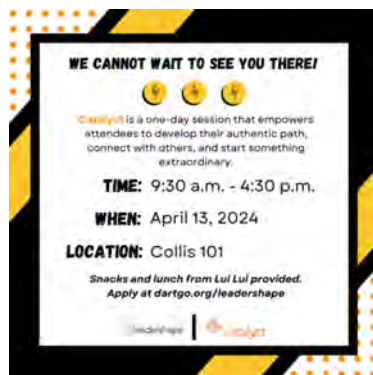 WE CANNOT WAIT TO SEE YOU THERE!
Catalyst is a one-day session that empowers
attendees to develop their authentic path,
connect with others, and start something
extraordinary.
TIME: 9:30 a.m. - 4:30 p.m.
WHEN: April 13, 2024
LOCATION: Collis 101
Snacks and lunch from Lui Lui provided.
Apply at dartgo.org/leadershape
leadershape
catalyst